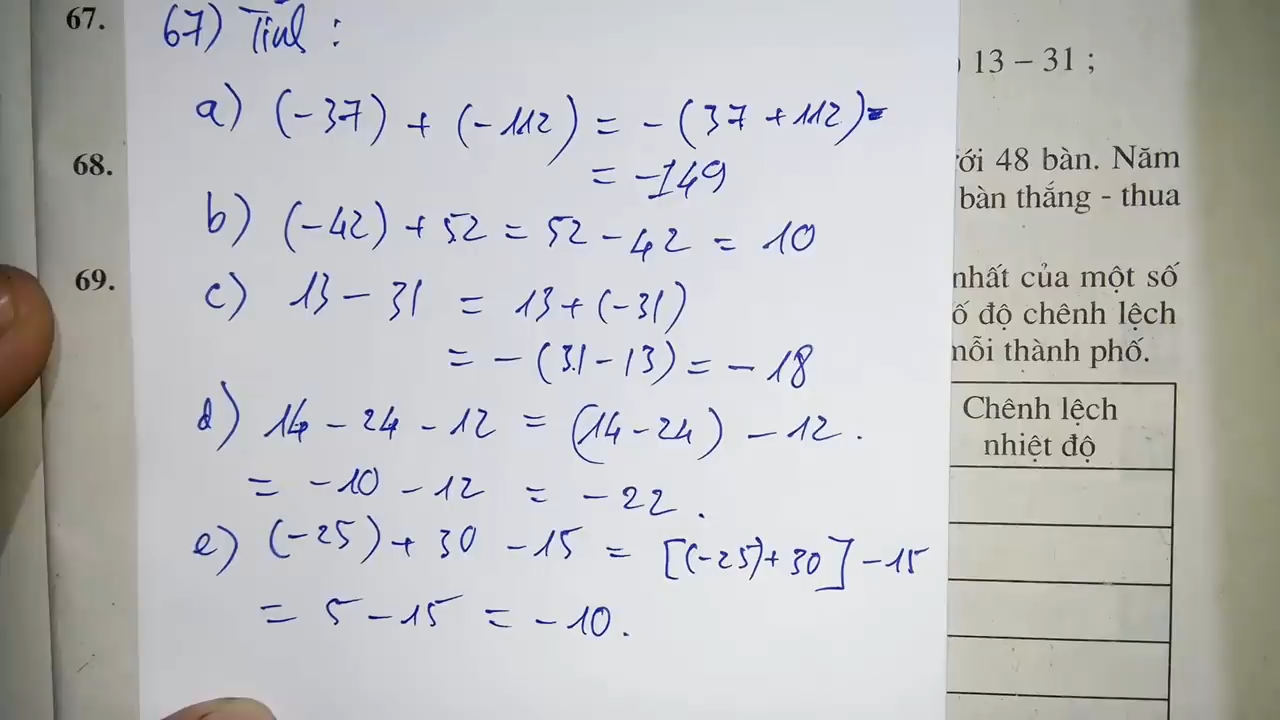 67.
67) Tính :
13 – 31 ;
a) (-37) + (-112) = -(37 + 112) =
= -149
68.
ới 48 bàn. Năm
bàn thắng - thua
b) (-42) + 52 = 52 - 42 = 10
69.
nhất của một số
ố độ chênh lệch
nỗi thành phố.
c) 13 - 31 = 13 + (-31)
= - (31 - 13) = - 18
Chênh lệch
nhiệt độ
d) 14 - 24 - 12 = (14 - 24) - 12 .
= -10 - 12 = - 22 .
e) (-25) + 30 - 15 = [(-25) + 30] - 15
= 5 - 15 = -10 .